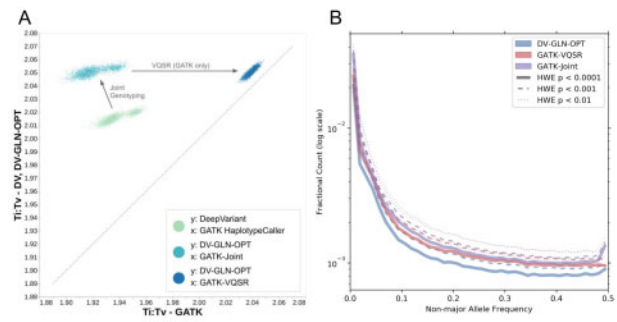 A
2.08
2.07
2.06
2.05
2.04
2.03
2.02
2.01
2.00
1.99
1.98
1.97
1.96
1.95
1.94
1.93
1.92
1.91
1.90
1.89
1.88
Ti:Tv - DV, DV-GLN-OPT
VQSR (GATK only)
Joint
Genotyping
y: DeepVariant
x: GATK HaplotypeCaller
y: DV-GLN-OPT
x: GATK-Joint
y: DV-GLN-OPT
x: GATK-VQSR
1.88 1.90 1.92 1.94 1.96 1.98 2.00 2.02 2.04 2.06 2.08
Ti:Tv - GATK
B
DV-GLN-OPT
GATK-VQSR
GATK-Joint
HWE p < 0.0001
HWE p < 0.001
HWE p < 0.01
Fractional Count (log scale)
10⁻²
10⁻³
0.0 0.1 0.2 0.3 0.4 0.5
Non-major Allele Frequency